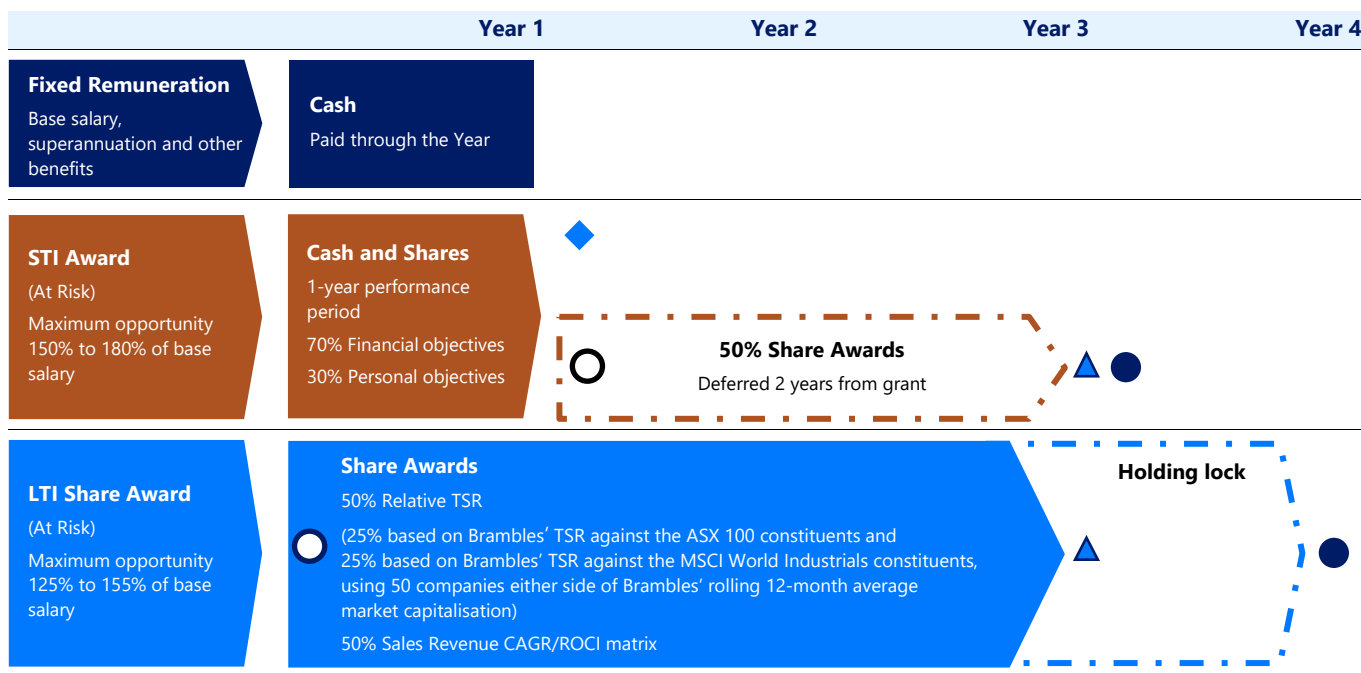 Year 1 Year 2 Year 3 Year 4
Fixed Remuneration
Base salary,
superannuation and other
benefits
Cash
Paid through the Year
STI Award
(At Risk)
Maximum opportunity
150% to 180% of base
salary
Cash and Shares
1-year performance
period
70% Financial objectives
30% Personal objectives
50% Share Awards
Deferred 2 years from grant
LTI Share Award
(At Risk)
Maximum opportunity
125% to 155% of base
salary
Share Awards
50% Relative TSR
(25% based on Brambles’ TSR against the ASX 100 constituents and
25% based on Brambles’ TSR against the MSCI World Industrials constituents,
using 50 companies either side of Brambles’ rolling 12-month average
market capitalisation)
50% Sales Revenue CAGR/ROCI matrix
Holding lock